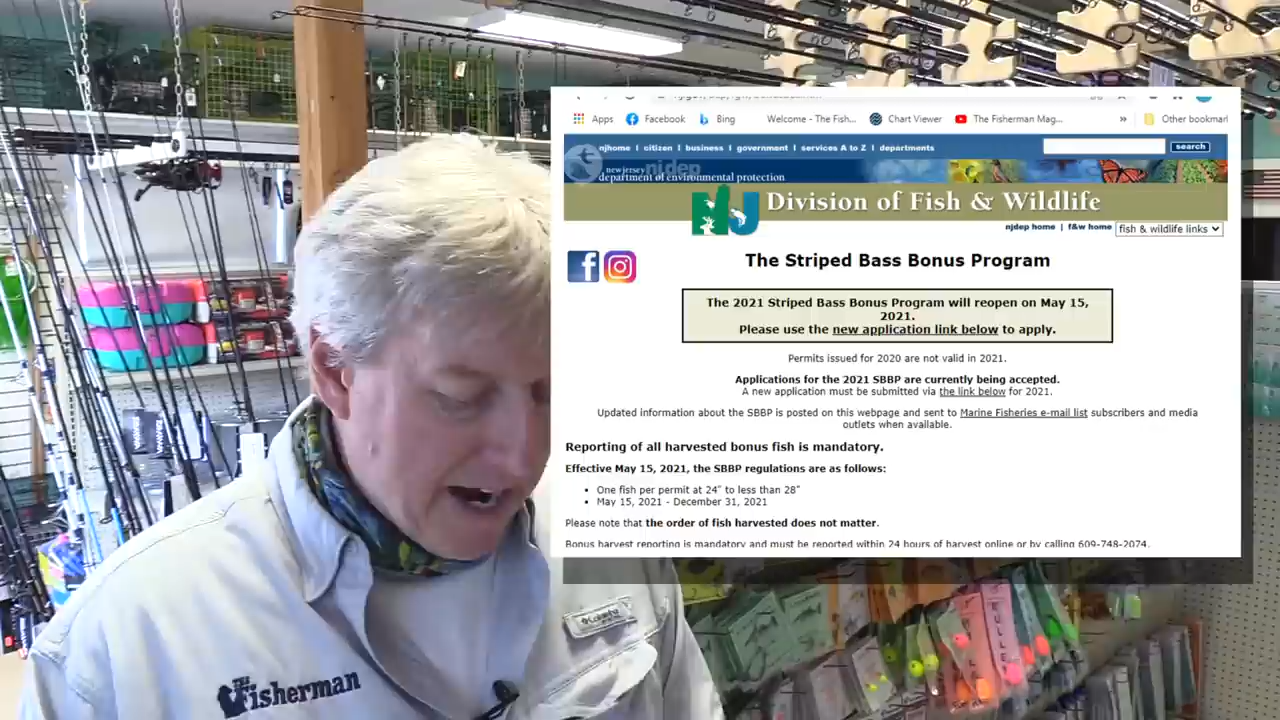 Apps Facebook Bing Welcome - The Fish... Chart Viewer The Fisherman Mag... » Other bookmar
njhome | citizen | business | government | services A to Z | departments search
newjersey njdep
department of environmental protection
NJ Division of Fish & Wildlife
njdep home | f&w home fish & wildlife links
The Striped Bass Bonus Program
The 2021 Striped Bass Bonus Program will reopen on May 15,
2021.
Please use the new application link below to apply.
Permits issued for 2020 are not valid in 2021.
Applications for the 2021 SBBP are currently being accepted.
A new application must be submitted via the link below for 2021.
Updated information about the SBBP is posted on this webpage and sent to Marine Fisheries e-mail list subscribers and media
outlets when available.
Reporting of all harvested bonus fish is mandatory.
Effective May 15, 2021, the SBBP regulations are as follows:
• One fish per permit at 24" to less than 28"
• May 15, 2021 - December 31, 2021
Please note that the order of fish harvested does not matter.
Bonus harvest reporting is mandatory and must be reported within 24 hours of harvest online or by calling 609-748-2074.
Columbia
The Fisherman